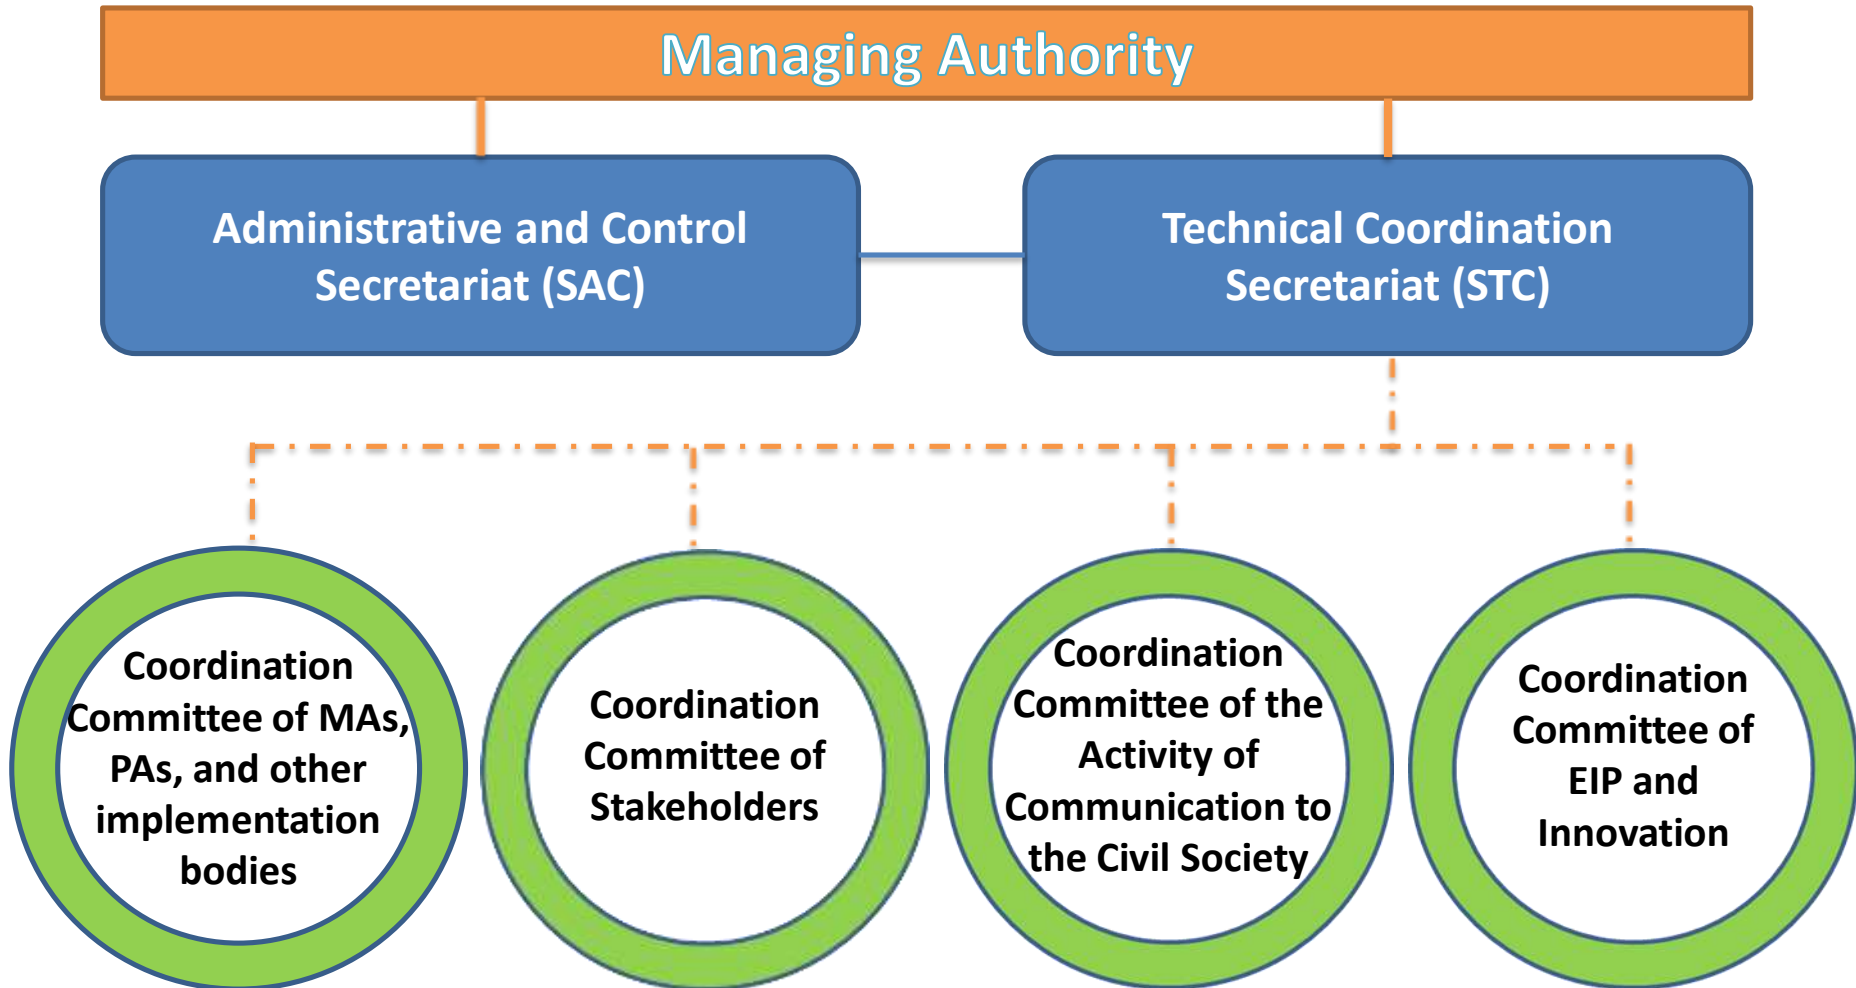 Managing Authority
Administrative and Control
Secretariat (SAC)
Technical Coordination
Secretariat (STC)
Coordination
Committee of MAs,
PAs, and other
implementation
bodies
Coordination
Committee of
Stakeholders
Coordination
Committee of the
Activity of
Communication to
the Civil Society
Coordination
Committee of
EIP and
Innovation